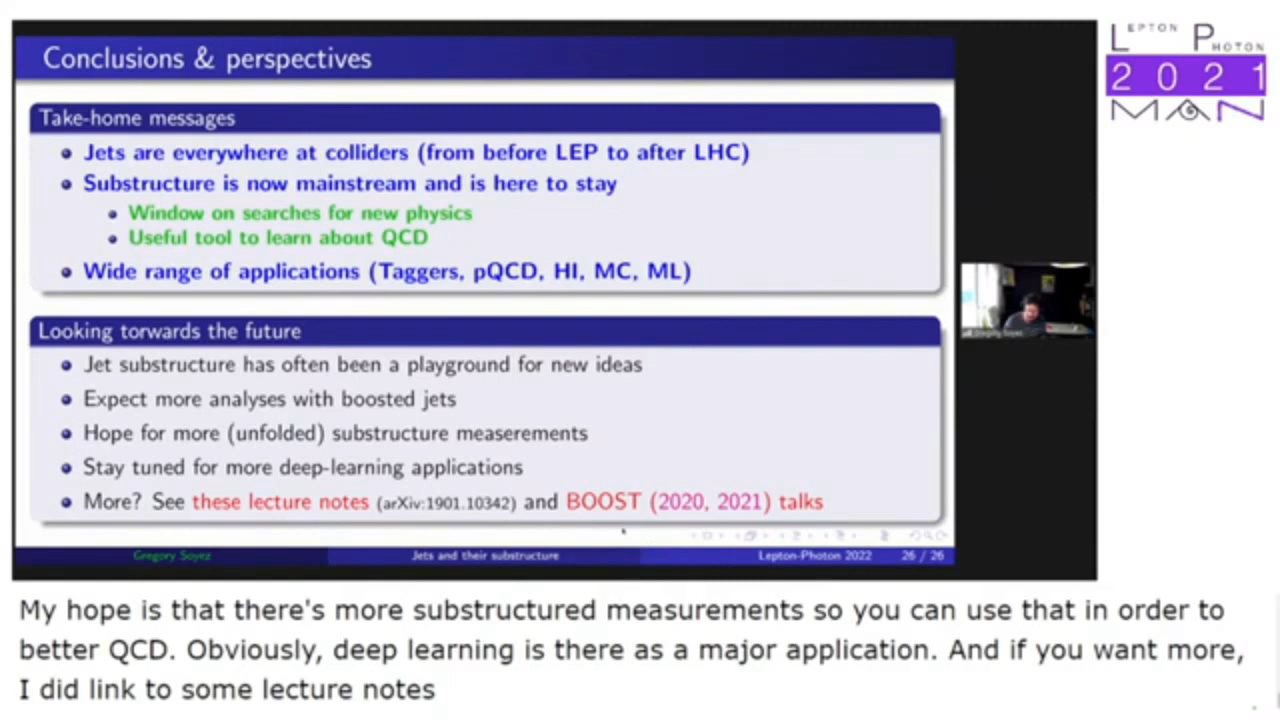 Conclusions & perspectives
Take-home messages
Jets are everywhere at colliders (from before LEP to after LHC)
Substructure is now mainstream and is here to stay
Window on searches for new physics
Useful tool to learn about QCD
Wide range of applications (Taggers, pQCD, HI, MC, ML)
Looking torwards the future
Jet substructure has often been a playground for new ideas
Expect more analyses with boosted jets
Hope for more (unfolded) substructure measerements
Stay tuned for more deep-learning applications
More? See these lecture notes (arXiv:1901.10342) and BOOST (2020, 2021) talks
Gregory Soyez Jets and their substructure Lepton-Photon 2022 26 / 26
LEPTON PHOTON
2021
MAN
Gregory Soyez
My hope is that there's more substructured measurements so you can use that in order to
better QCD. Obviously, deep learning is there as a major application. And if you want more,
I did link to some lecture notes